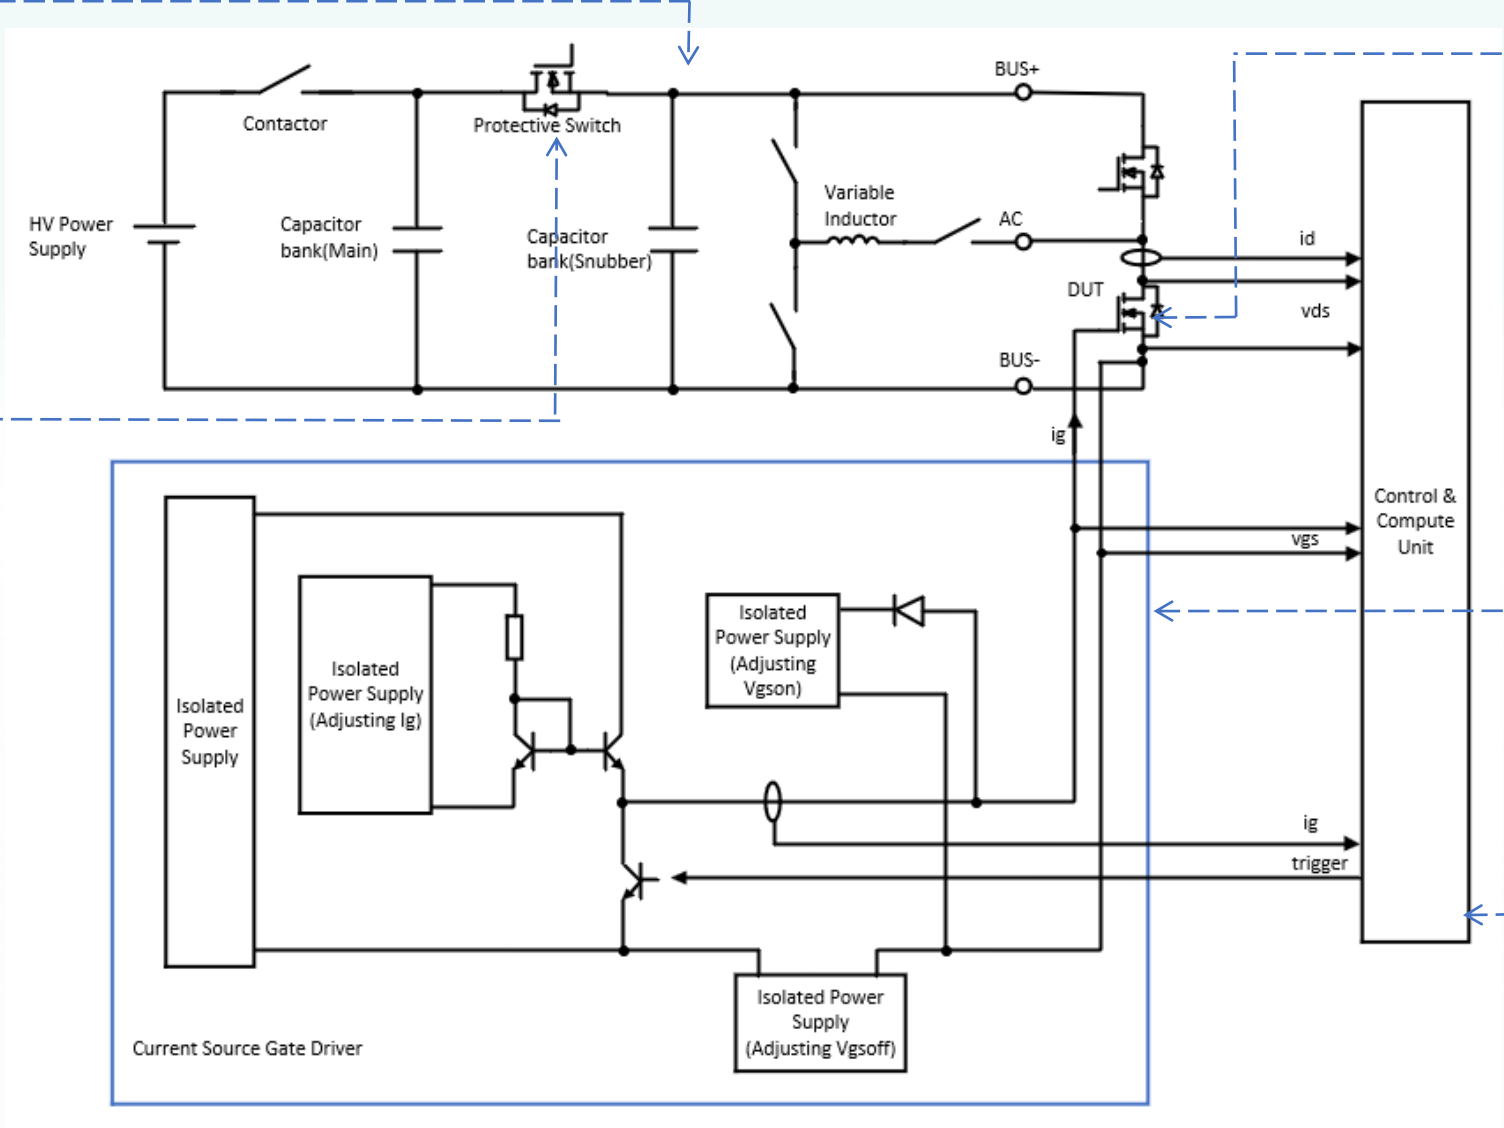 BUS+
Contactor
Protective Switch
HV Power
Supply
Capacitor
bank(Main)
Capacitor
bank(Snubber)
Variable
Inductor
AC
id
DUT
vds
BUS-
ig
Control &
Compute
Unit
vgs
Isolated
Power
Supply
Isolated
Power Supply
(Adjusting Ig)
Isolated
Power Supply
(Adjusting
Vgson)
ig
trigger
Isolated Power
Supply
(Adjusting Vgsoff)
Current Source Gate Driver